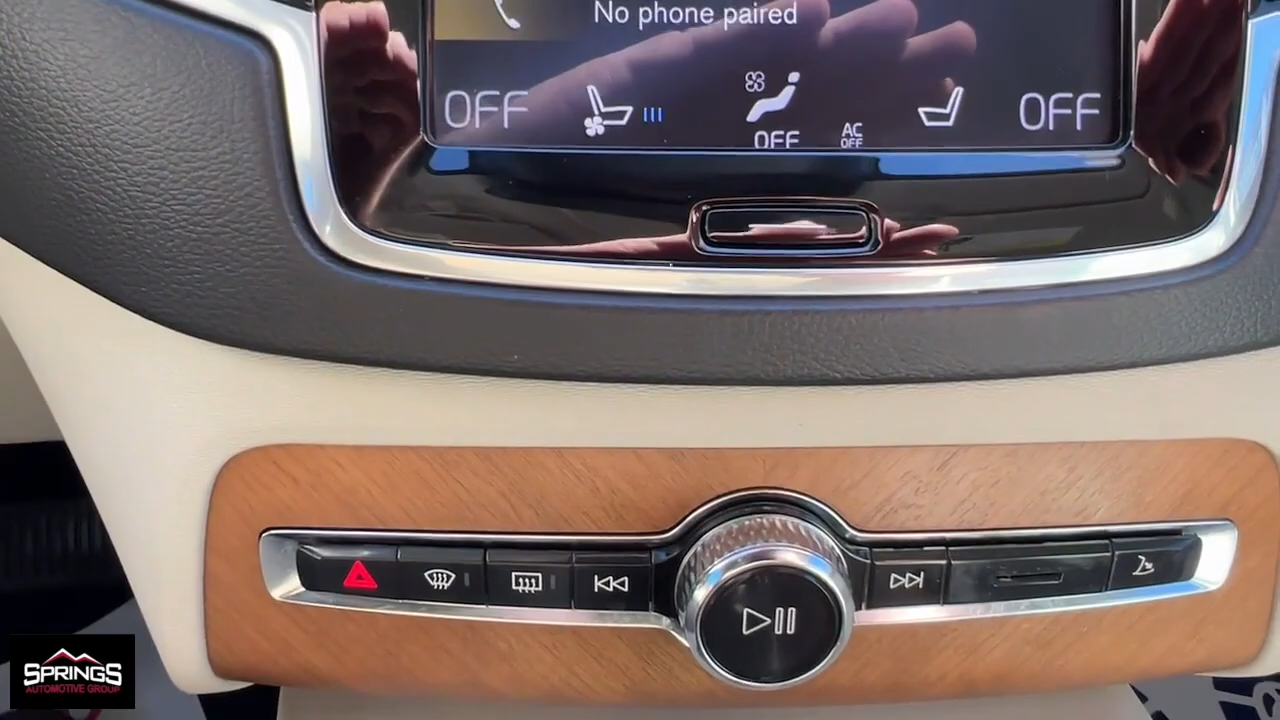 No phone paired
OFF
OFF
AC
OFF
OFF
SPRINGS
AUTOMOTIVE GROUP